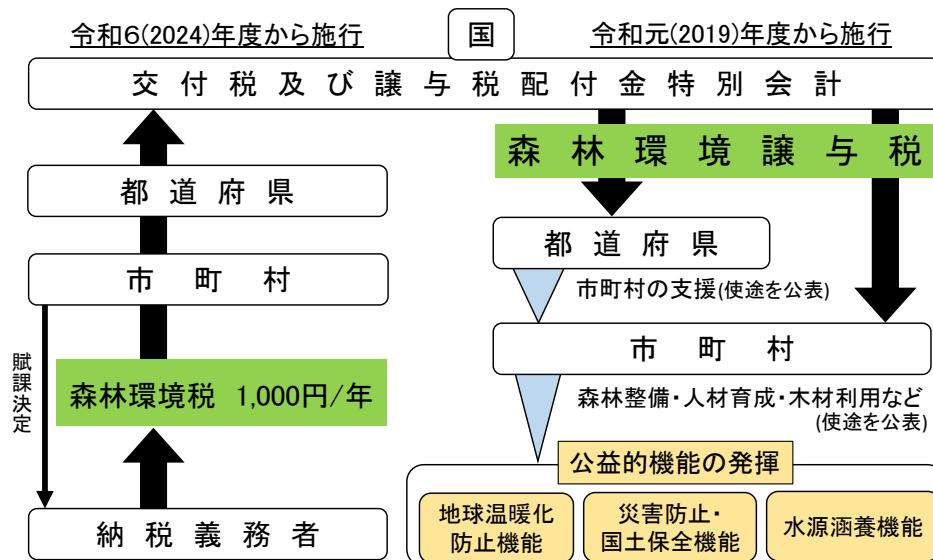 令和6(2024)年度から施行
国
令和元(2019)年度から施行
交付税及び譲与税配付金特別会計
森林環境譲与税
都道府県
市町村
賦課決定
森林環境税 1,000円/年
納税義務者
都道府県
市町村の支援(使途を公表)
市町村
森林整備・人材育成・木材利用など
(使途を公表)
公益的機能の発揮
地球温暖化
防止機能
災害防止・
国土保全機能
水源涵養機能